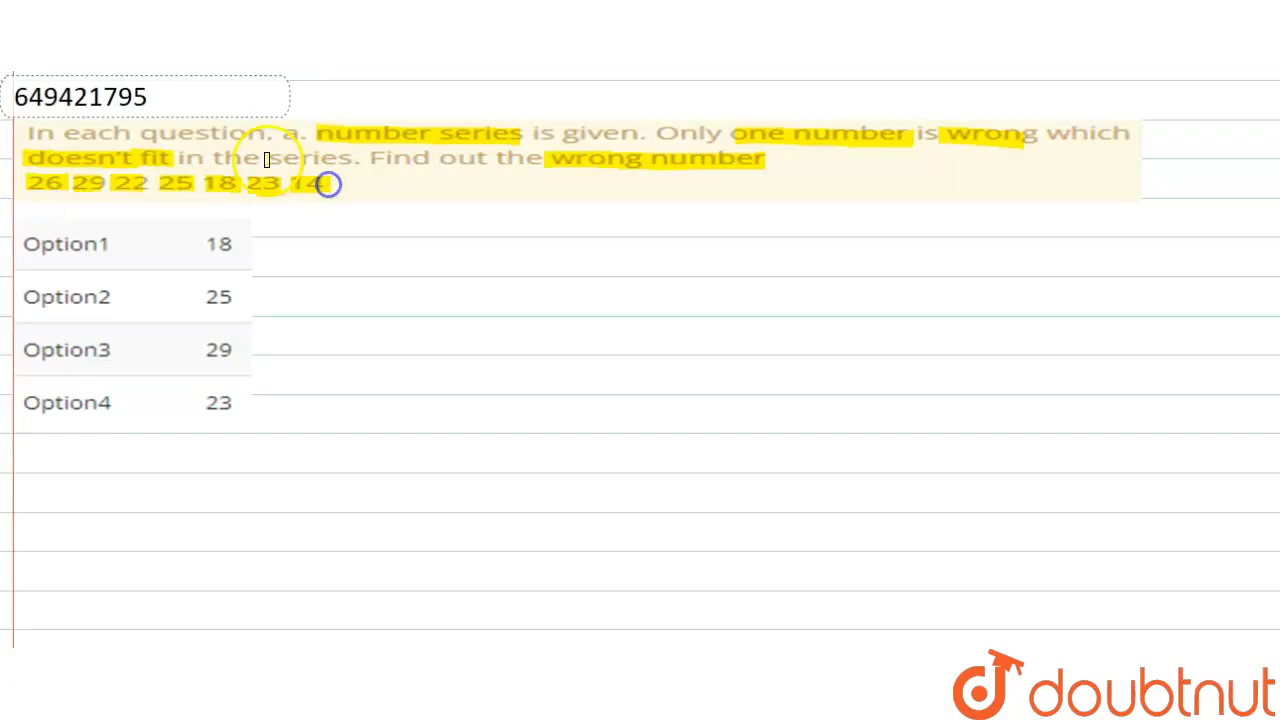 649421795
In each question. a. number series is given. Only one number is wrong which
doesn't fit in the series. Find out the wrong number
26 29 22 25 18 23 14
Option1 18
Option2 25
Option3 29
Option4 23
doubtnut